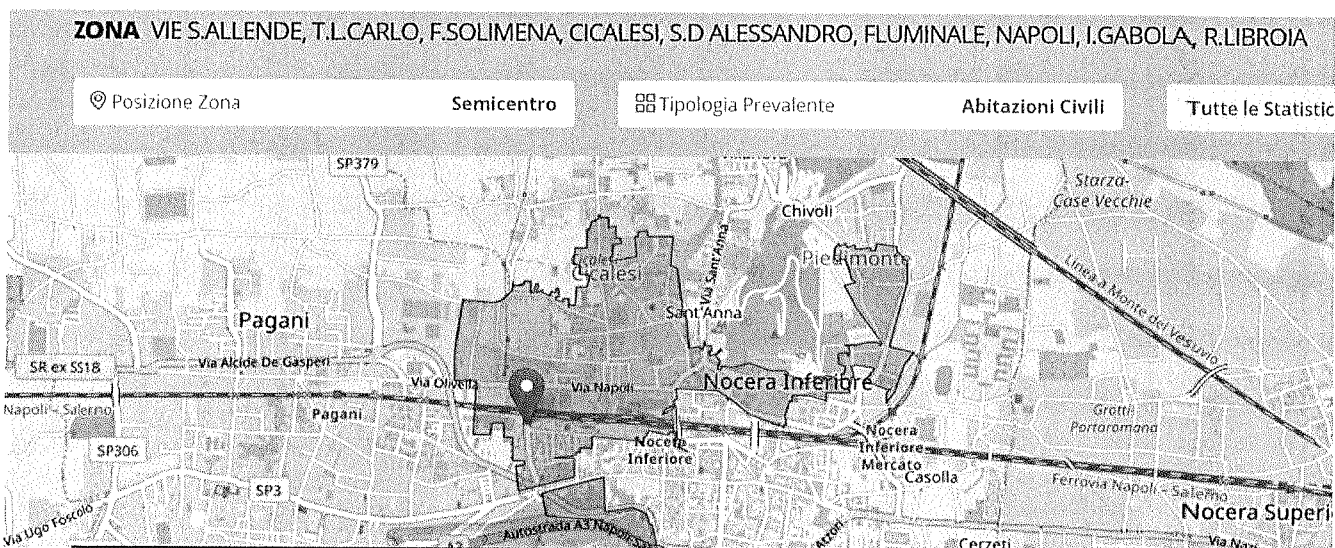 ZONA VIE S.ALLENDE, T.L.CARLO, F.SOLIMENA, CICALESI, S.D ALESSANDRO, FLUMINALE, NAPOLI, I.GABOLA, R.LIBROIA
Posizione Zona Semicentro
Tipologia Prevalente Abitazioni Civili
Tutte le Statistic
SP379
Starza-
Case Vecchie
Chivoli
Piedimonte
Cicalesi
Via Sant'Anna
Linea a Monte del Vesuvio
Sant'Anna
Pagani
SR ex SS18
Via Alcide De Gasperi
Via Olivella
Via Napoli
Nocera Inferiore
Napoli - Salerno
Pagani
Grotti-
Portaromana
SP306
Nocera
Inferiore
Nocera
Inferiore
Mercato
Casolla
SP3
Ferrovia Napoli - Salerno
Nocera Superi
Via Ugo Foscolo
Autostrada A3 Napoli-Sa
A3
Atzori
Cerzeti